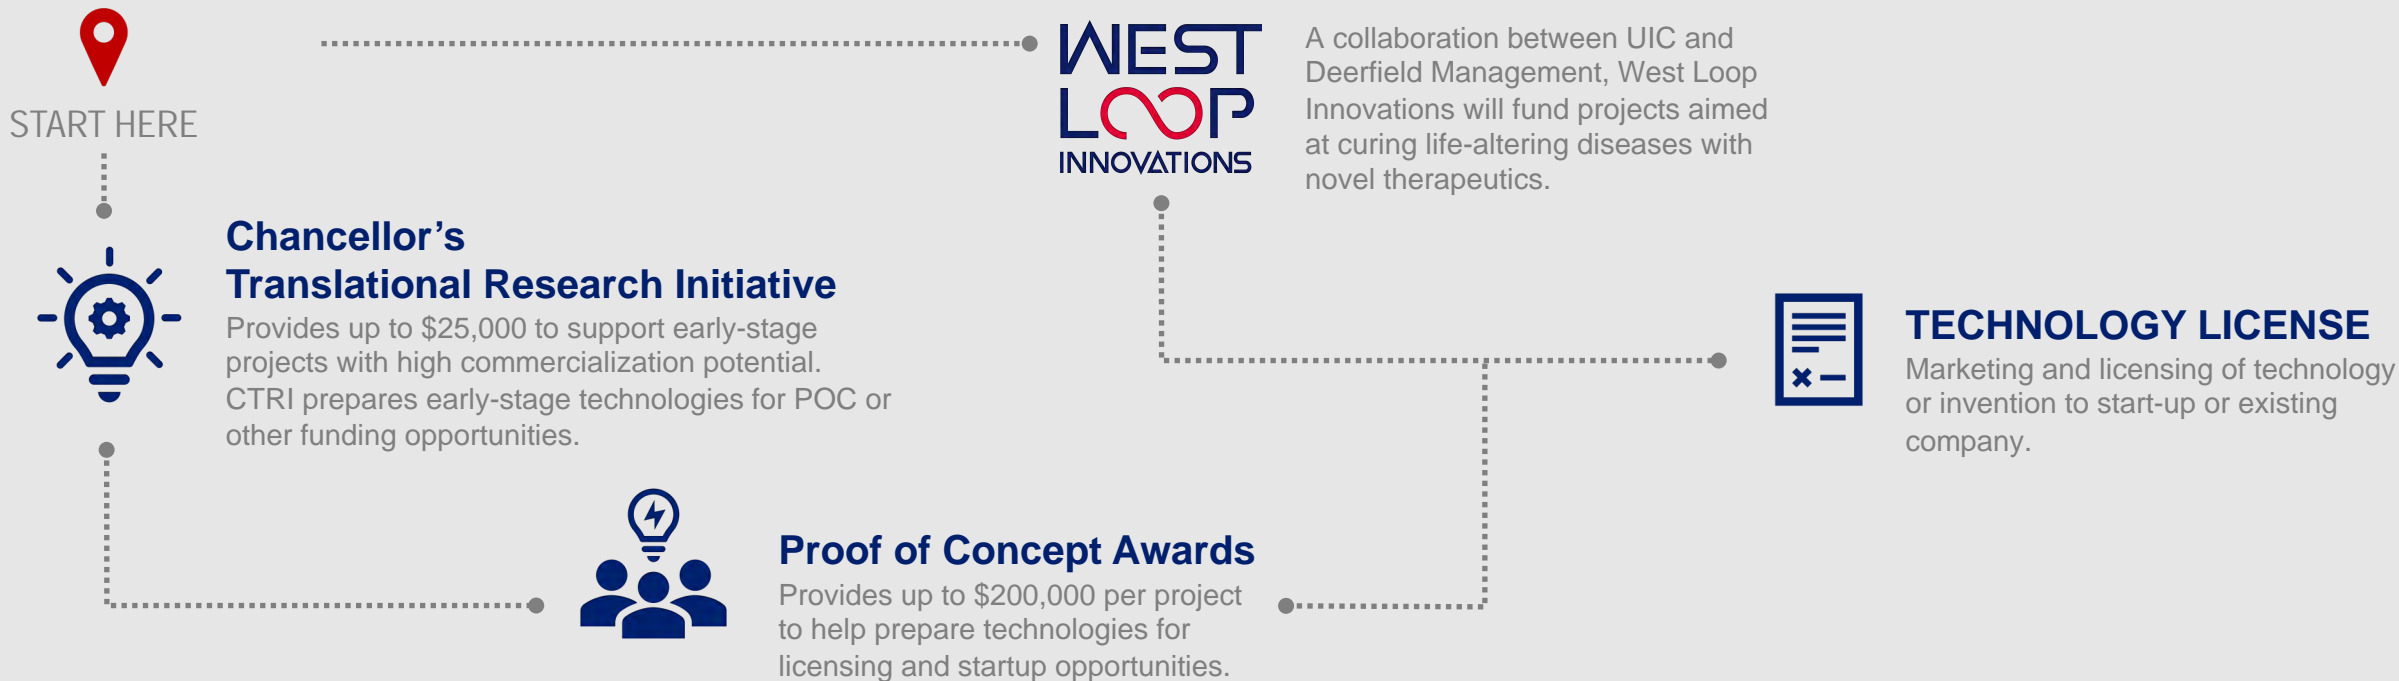 START HERE
WEST
LOOP
INNOVATIONS
A collaboration between UIC and
Deerfield Management, West Loop
Innovations will fund projects aimed
at curing life-altering diseases with
novel therapeutics.
Chancellor’s
Translational Research Initiative
Provides up to $25,000 to support early-stage
projects with high commercialization potential.
CTRI prepares early-stage technologies for POC or
other funding opportunities.
TECHNOLOGY LICENSE
Marketing and licensing of technology
or invention to start-up or existing
company.
Proof of Concept Awards
Provides up to $200,000 per project
to help prepare technologies for
licensing and startup opportunities.